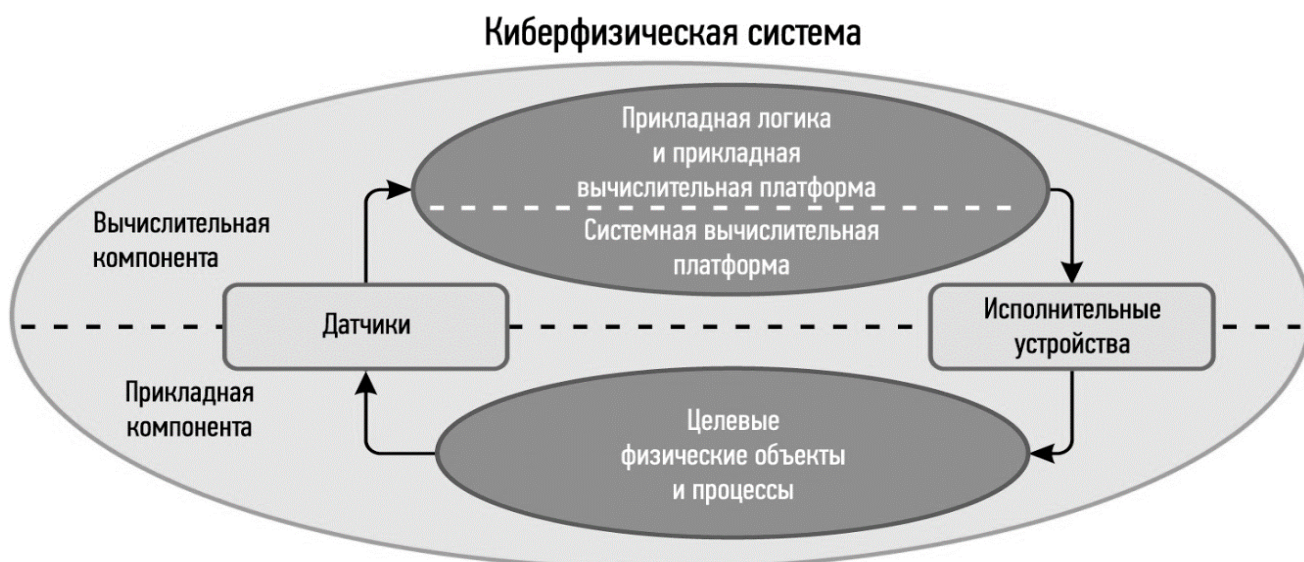 Киберфизическая система
Прикладная логика
и прикладная
вычислительная платформа
Системная вычислительная
платформа
Вычислительная
компонента
Датчики
Исполнительные
устройства
Прикладная
компонента
Целевые
физические объекты
и процессы